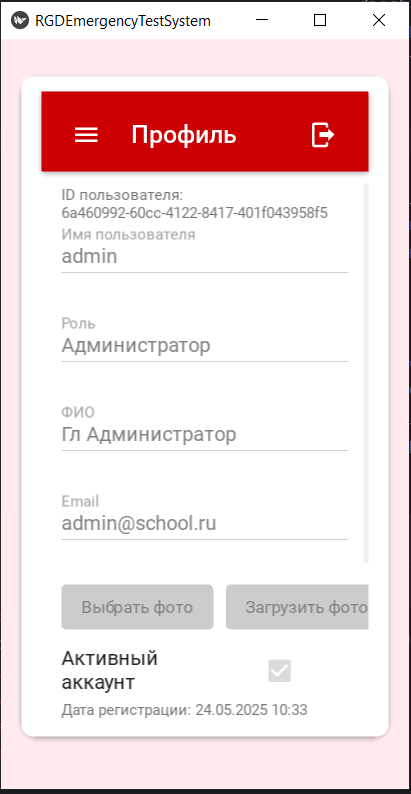 RGDEmergencyTestSystem
Профиль
ID пользователя:
6a460992-60cc-4122-8417-401f043958f5
Имя пользователя
admin
Роль
Администратор
ФИО
Гл Администратор
Email
admin@school.ru
Выбрать фото
Загрузить фото
Активный
аккаунт
Дата регистрации: 24.05.2025 10:33